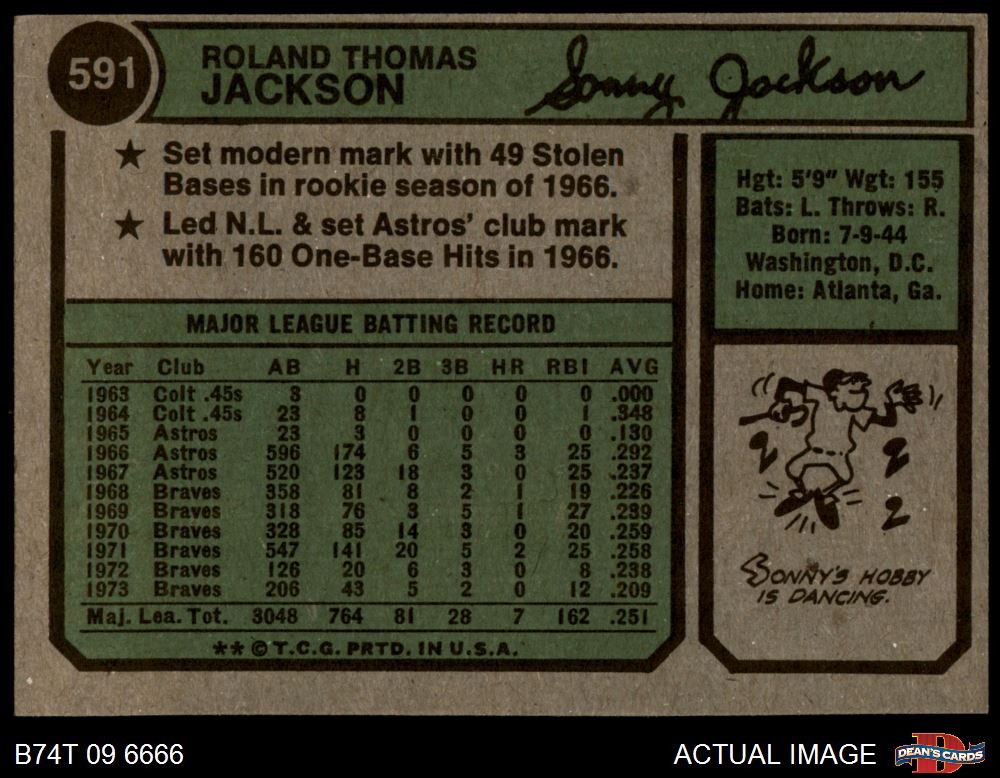 591
ROLAND THOMAS
JACKSON
Sonny Jackson
★ Set modern mark with 49 Stolen
Bases in rookie season of 1966.
★ Led N.L. & set Astros' club mark
with 160 One-Base Hits in 1966.
Hgt: 5'9" Wgt: 155
Bats: L. Throws: R.
Born: 7-9-44
Washington, D.C.
Home: Atlanta, Ga.
MAJOR LEAGUE BATTING RECORD
Year Club AB H 2B 3B HR RBI AVG
1963 Colt .45s 3 0 0 0 0 0 .000
1964 Colt .45s 23 8 1 0 0 1 .348
1965 Astros 23 3 0 0 0 0 .130
1966 Astros 596 174 6 5 3 25 .292
1967 Astros 520 123 18 3 0 25 .237
1968 Braves 358 81 8 2 1 19 .226
1969 Braves 318 76 3 5 1 27 .239
1970 Braves 328 85 14 3 0 20 .259
1971 Braves 547 141 20 5 2 25 .258
1972 Braves 126 20 6 3 0 8 .238
1973 Braves 206 43 5 2 0 12 .209
Maj. Lea. Tot. 3048 764 81 28 7 162 .251
** © T.C.G. PRTD. IN U.S.A.
SONNY'S HOBBY
IS DANCING.
B74T 09 6666
ACTUAL IMAGE
DEAN'S CARDS